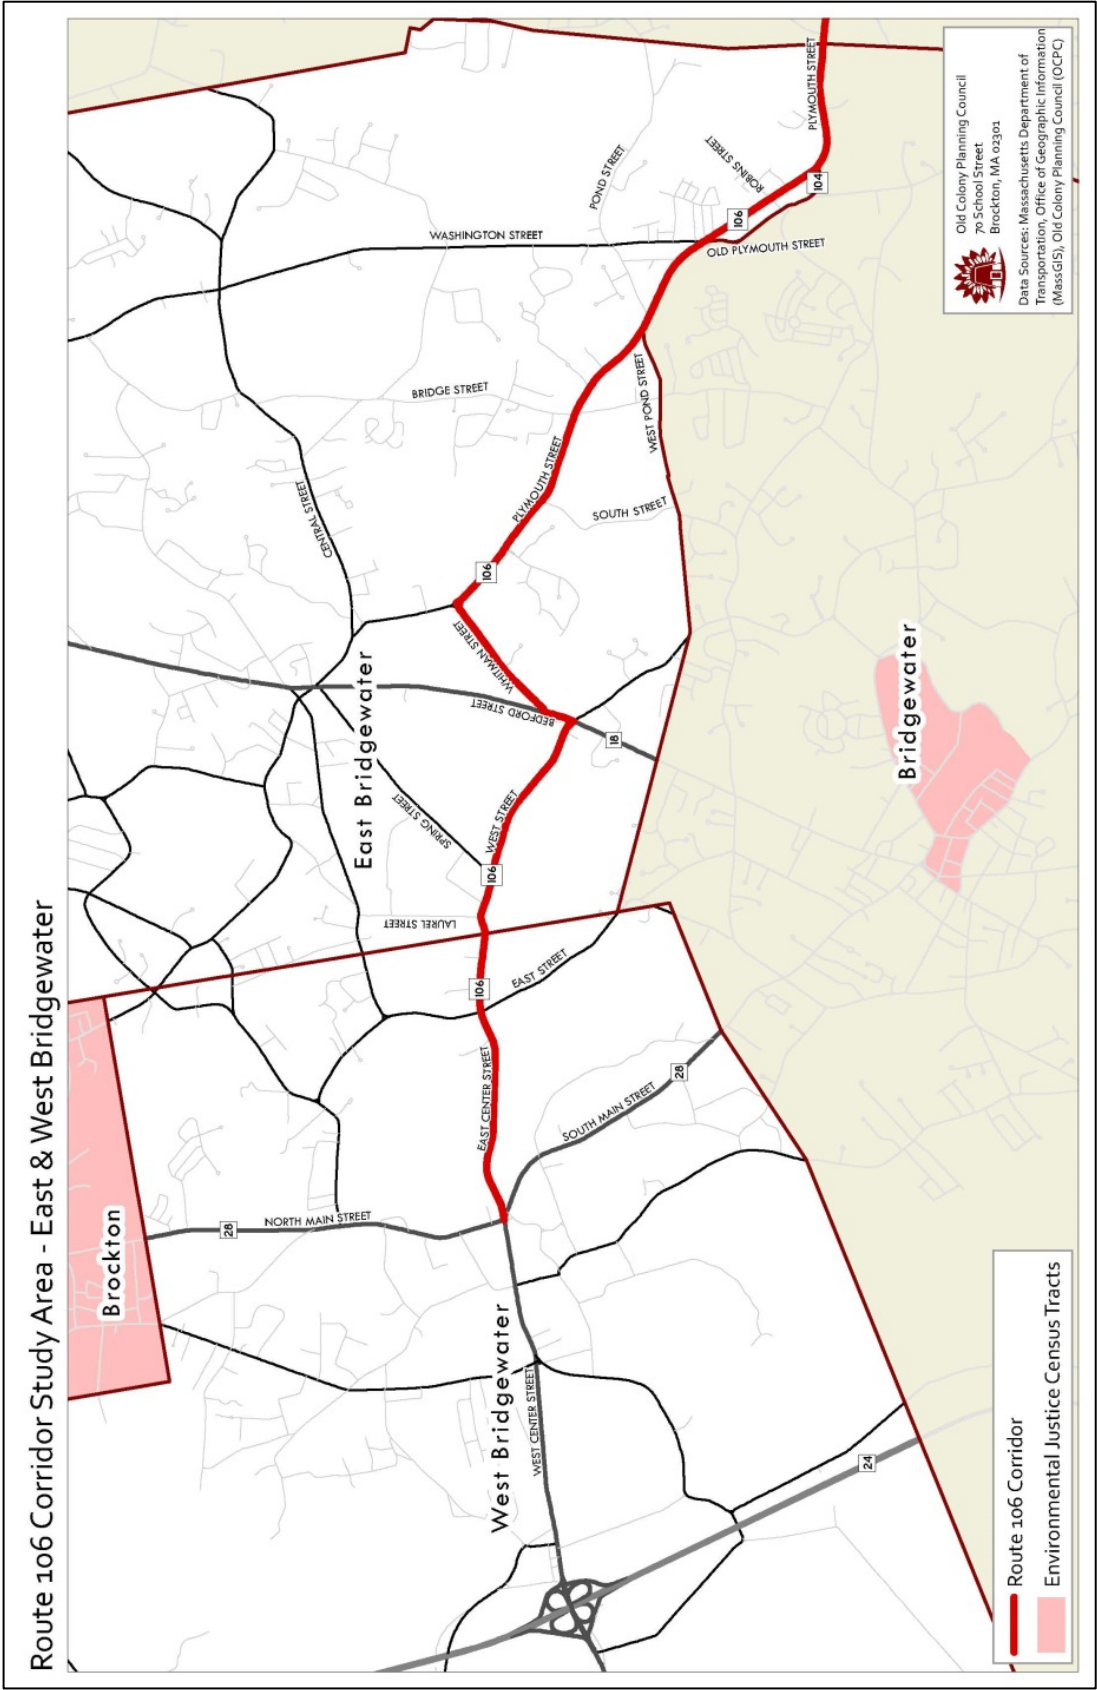 Route 106 Corridor Study Area - East & West Bridgewater
Brockton
28
NORTH MAIN STREET
West Bridgewater
WEST CENTER STREET
24
EAST CENTER STREET
SOUTH MAIN STREET
28
106
EAST STREET
LAUREL STREET
East Bridgewater
SPRING STREET
106
WEST STREET
BEDFORD STREET
18
WHITMAN STREET
106
CENTRAL STREET
PLYMOUTH STREET
SOUTH STREET
BRIDGE STREET
WEST POND STREET
WASHINGTON STREET
OLD PLYMOUTH STREET
POND STREET
106
ROBINS STREET
104
PLYMOUTH STREET
Bridgewater
Route 106 Corridor
Environmental Justice Census Tracts
Old Colony Planning Council
70 School Street
Brockton, MA 02301
Data Sources: Massachusetts Department of
Transportation, Office of Geographic Information
(MassGIS), Old Colony Planning Council (OCPC)